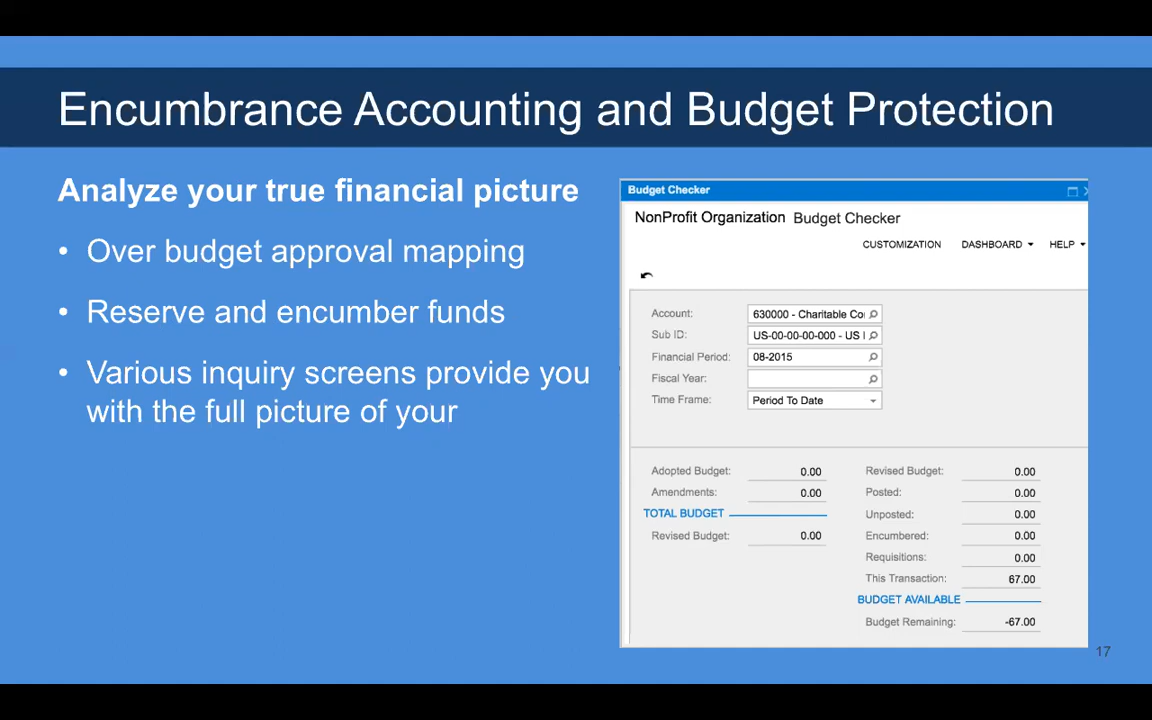 Encumbrance Accounting and Budget Protection
Analyze your true financial picture
• Over budget approval mapping
• Reserve and encumber funds
• Various inquiry screens provide you
with the full picture of your
Budget Checker
NonProfit Organization Budget Checker
CUSTOMIZATION DASHBOARD HELP
Account: 630000 - Charitable Co
Sub ID: US-00-00-00-000 - US
Financial Period: 08-2015
Fiscal Year:
Time Frame: Period To Date
Adopted Budget: 0.00 Revised Budget: 0.00
Amendments: 0.00 Posted: 0.00
TOTAL BUDGET Unposted: 0.00
Revised Budget: 0.00 Encumbered: 0.00
Requisitions: 0.00
This Transaction: 67.00
BUDGET AVAILABLE
Budget Remaining: -67.00
17